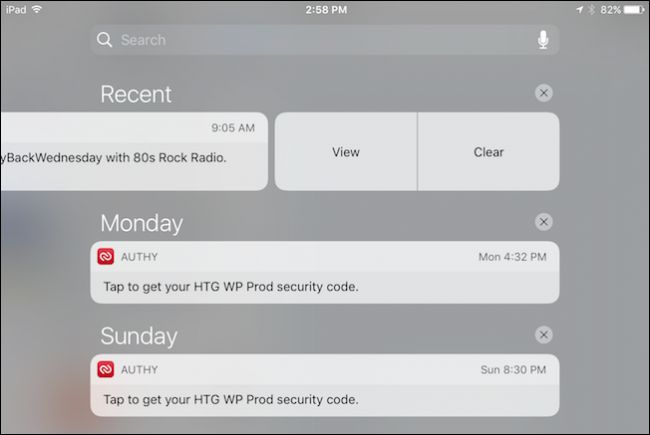 iPad 2:58 PM 82%
Search
Recent
9:05 AM
yBackWednesday with 80s Rock Radio.
View Clear
Monday
AUTHY Mon 4:32 PM
Tap to get your HTG WP Prod security code.
Sunday
AUTHY Sun 8:30 PM
Tap to get your HTG WP Prod security code.